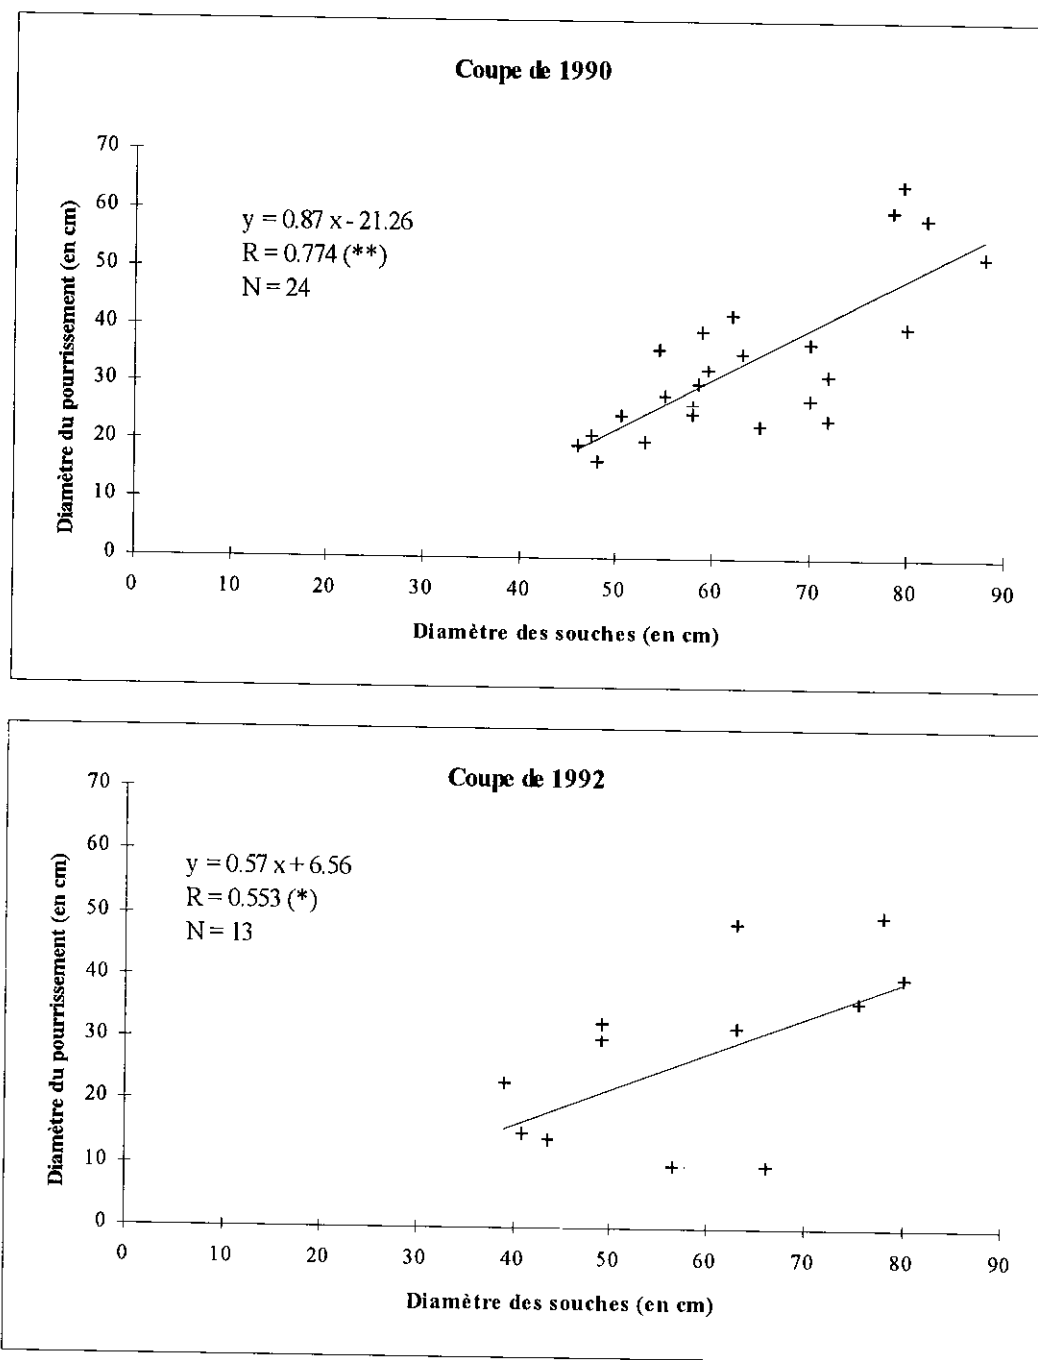 Coupe de 1990
Diamètre du pourrissement (en cm)
70
60
50
40
30
20
10
0
y = 0.87 x - 21.26
R = 0.774 (**)
N = 24
0 10 20 30 40 50 60 70 80 90
Diamètre des souches (en cm)
Coupe de 1992
Diamètre du pourrissement (en cm)
70
60
50
40
30
20
10
0
y = 0.57 x + 6.56
R = 0.553 (*)
N = 13
0 10 20 30 40 50 60 70 80 90
Diamètre des souches (en cm)